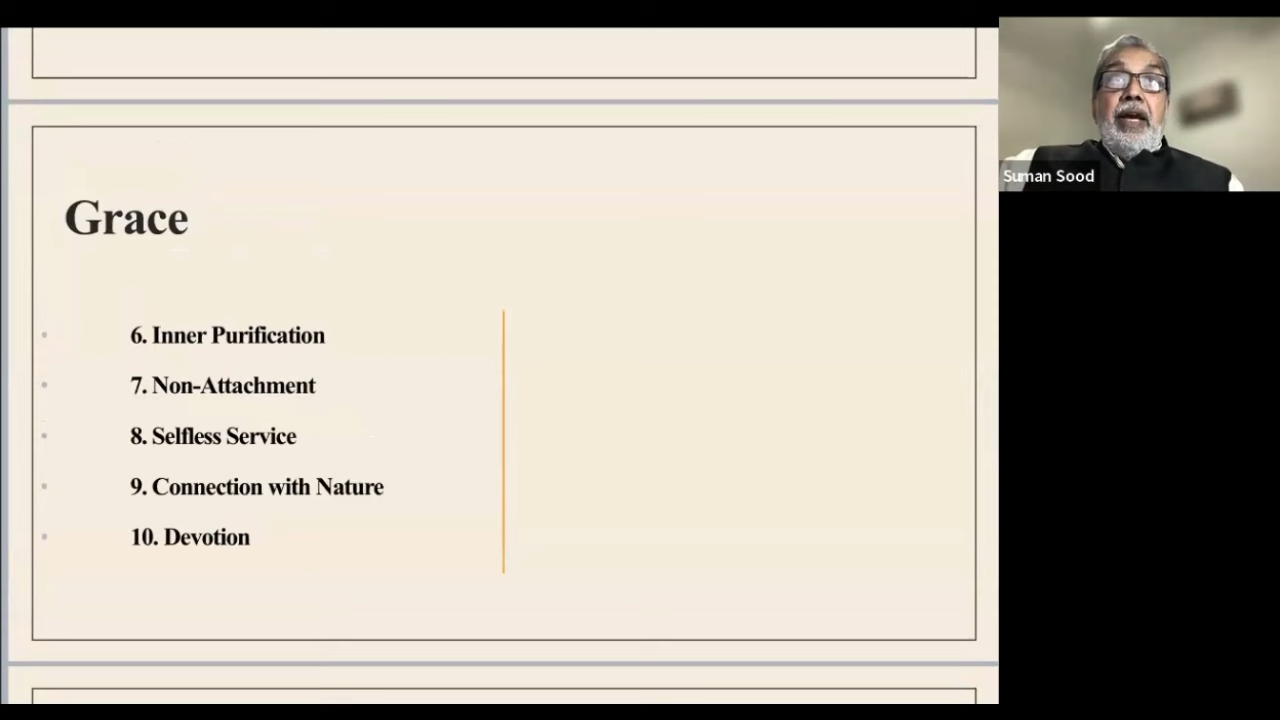 Grace
6. Inner Purification
7. Non-Attachment
8. Selfless Service
9. Connection with Nature
10. Devotion
Suman Sood